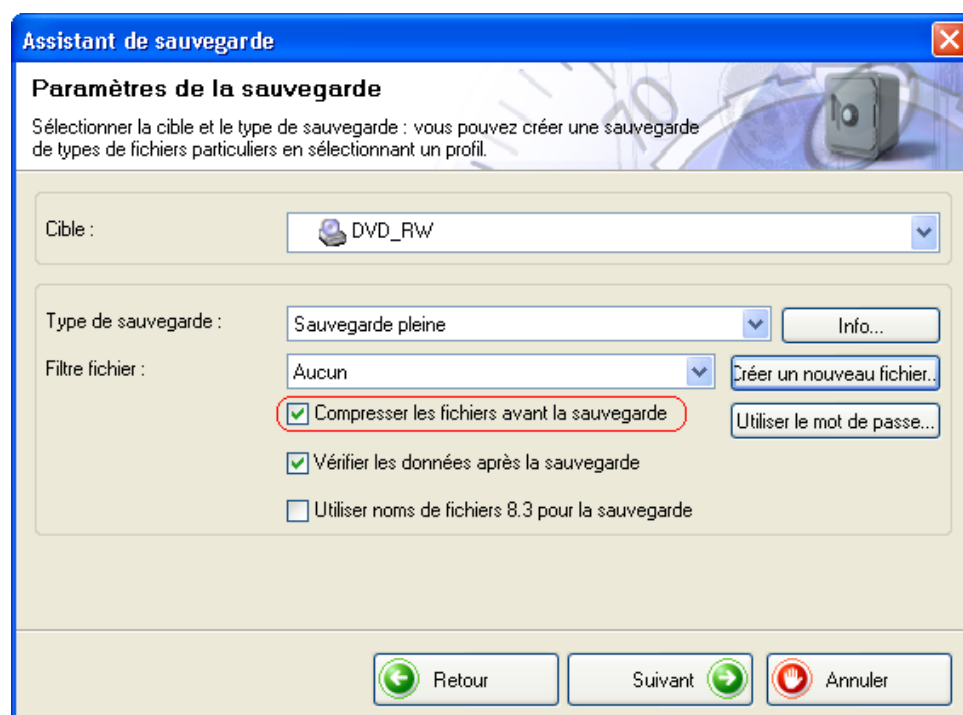 Assistant de sauvegarde
Paramètres de la sauvegarde
Sélectionner la cible et le type de sauvegarde : vous pouvez créer une sauvegarde
de types de fichiers particuliers en sélectionnant un profil.
Cible :
DVD_RW
Type de sauvegarde :
Sauvegarde pleine
Info...
Filtre fichier :
Aucun
Créer un nouveau fichier..
Compresser les fichiers avant la sauvegarde
Utiliser le mot de passe...
Vérifier les données après la sauvegarde
Utiliser noms de fichiers 8.3 pour la sauvegarde
Retour
Suivant
Annuler